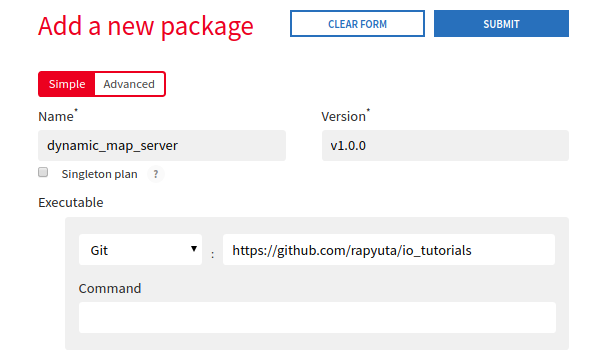 Add a new package
CLEAR FORM
SUBMIT
Simple
Advanced
Name*
Version*
dynamic_map_server
v1.0.0
Singleton plan ?
Executable
Git : https://github.com/rapyuta/io_tutorials
Command